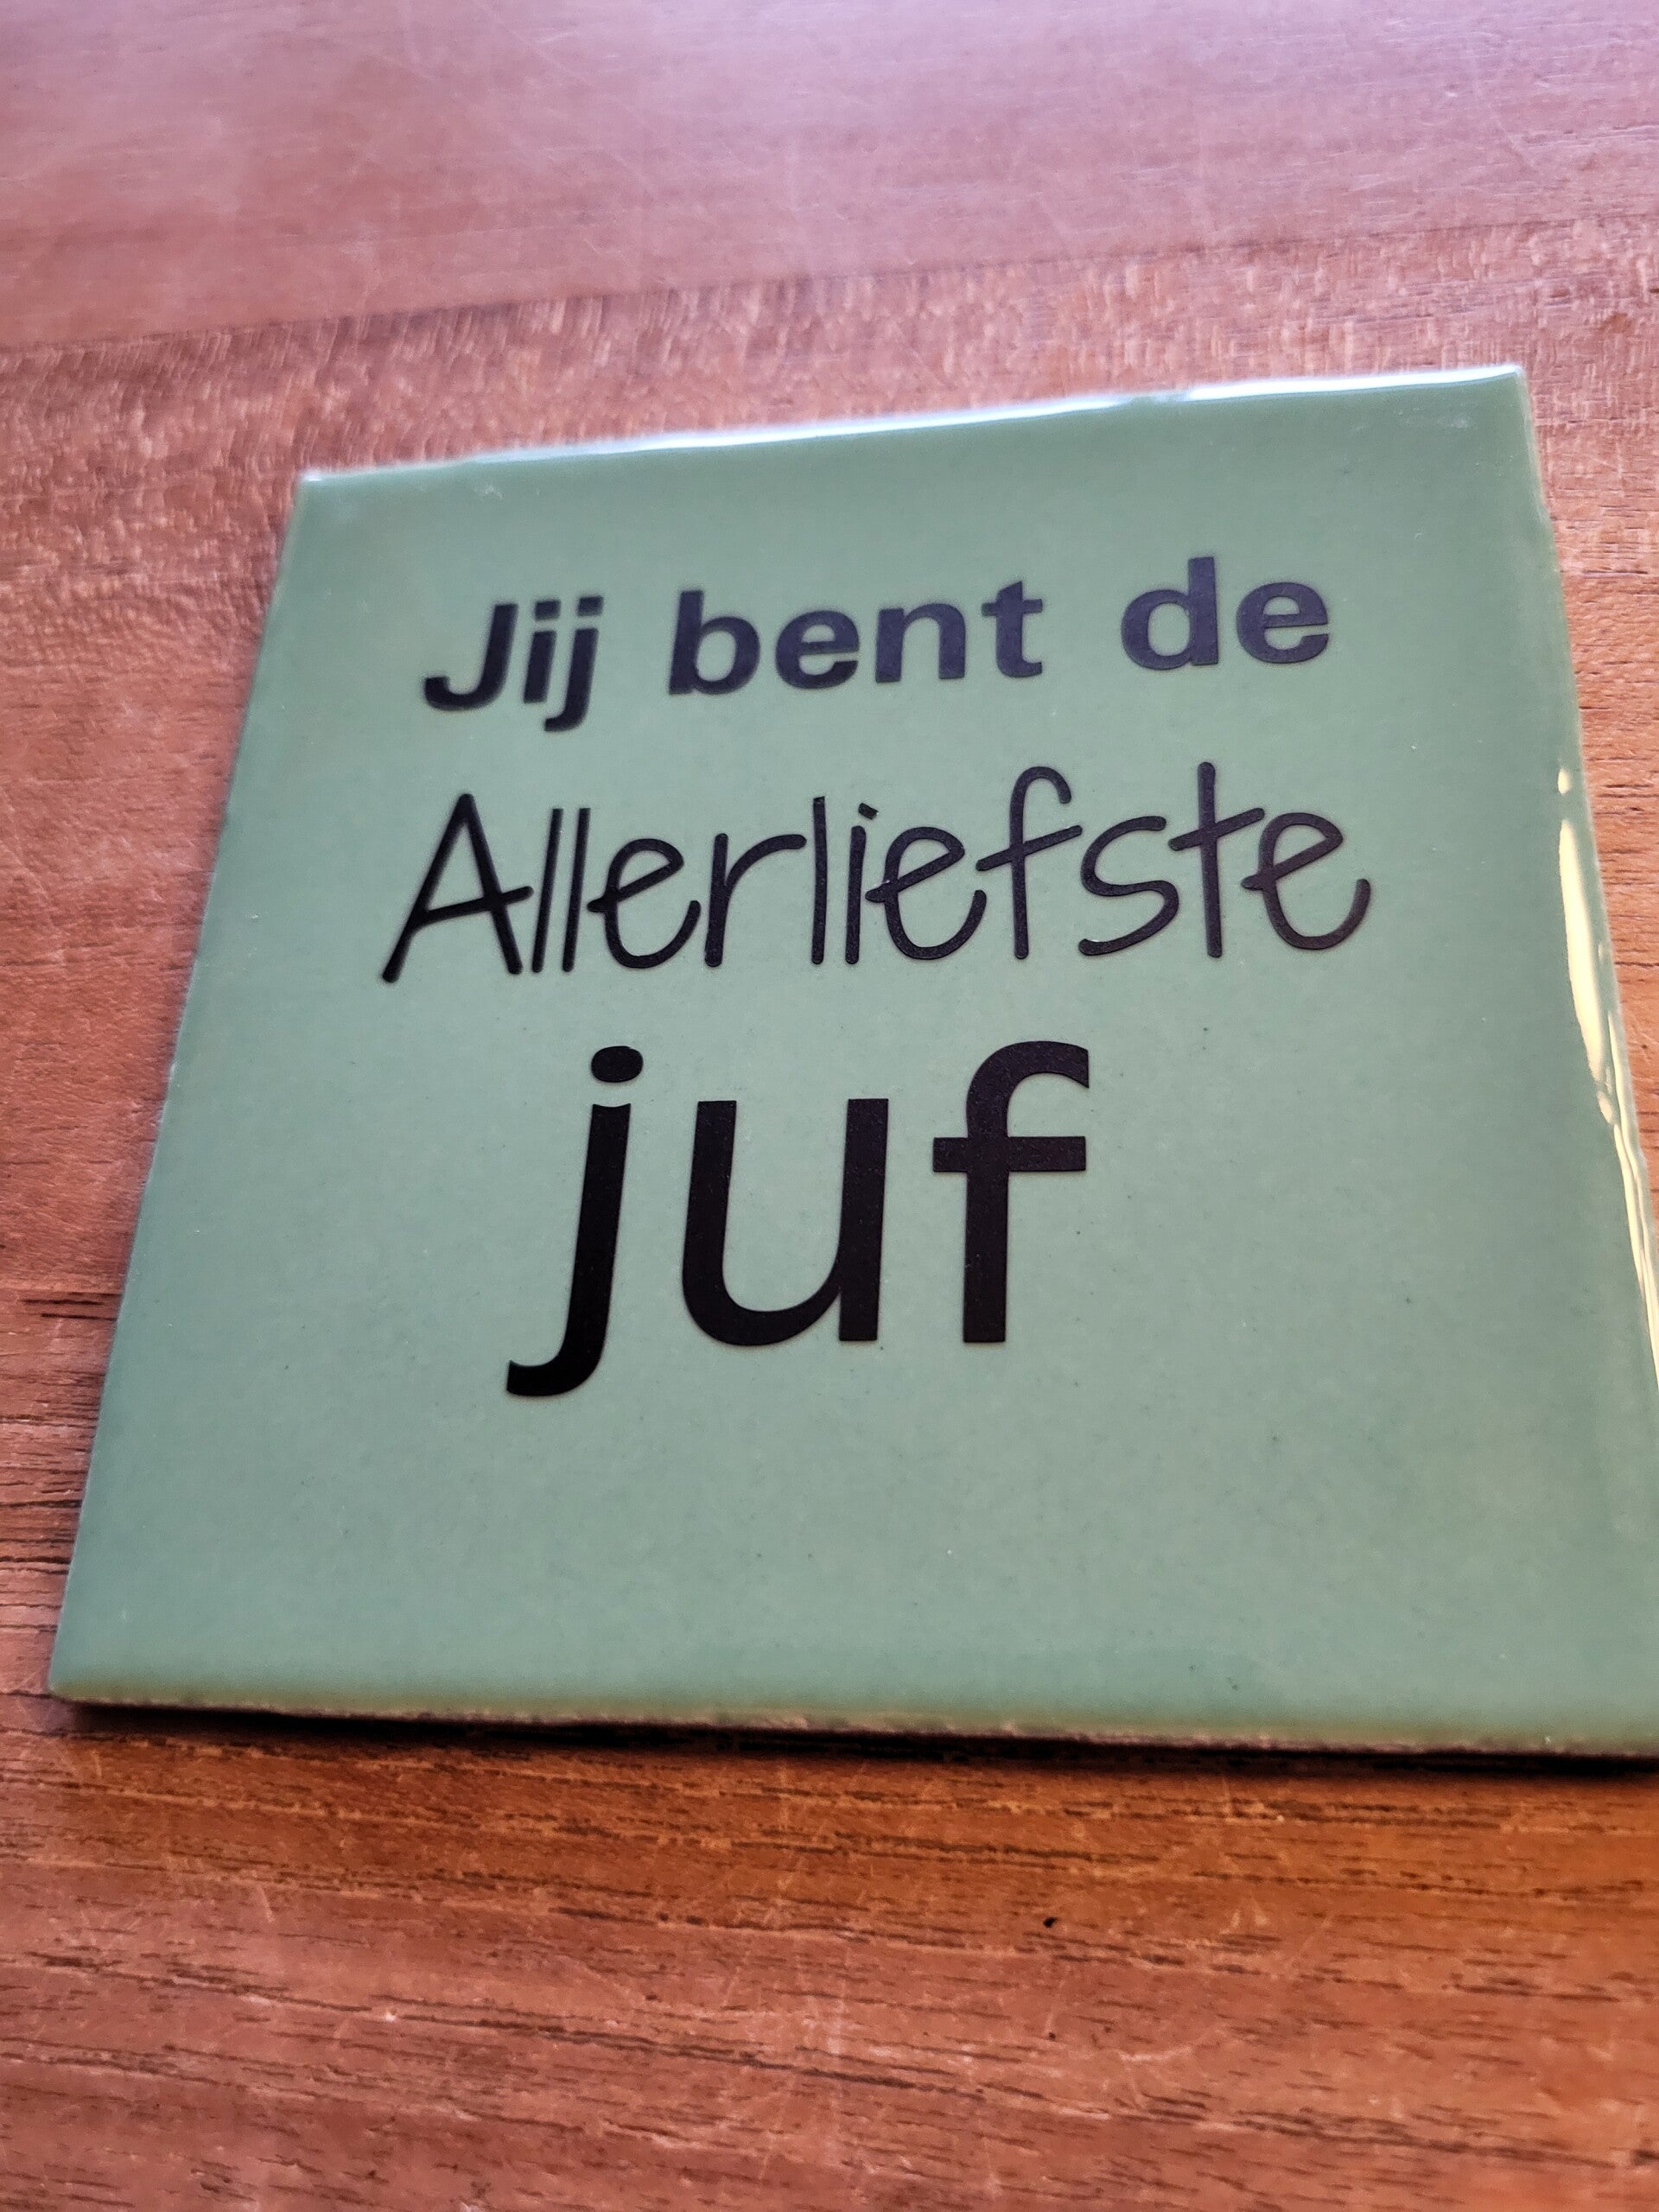 Jij bent de
Allerliefste
juf